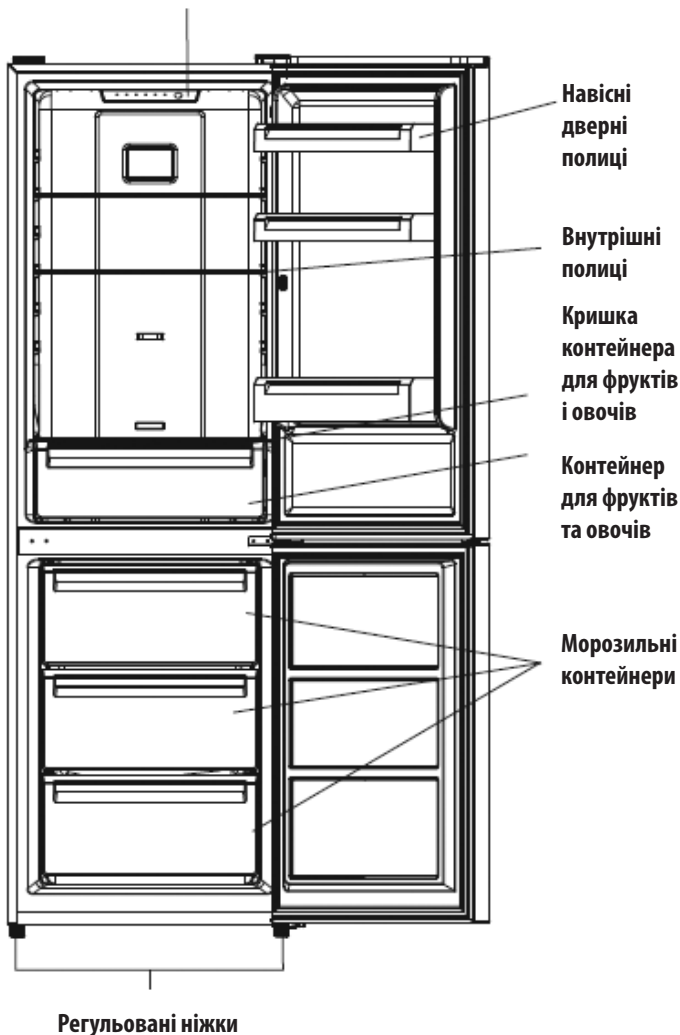 Навісні
дверні
полиці
Внутрішні
полиці
Кришка
контейнера
для фруктів
і овочів
Контейнер
для фруктів
та овочів
Морозильні
контейнери
Регульовані ніжки